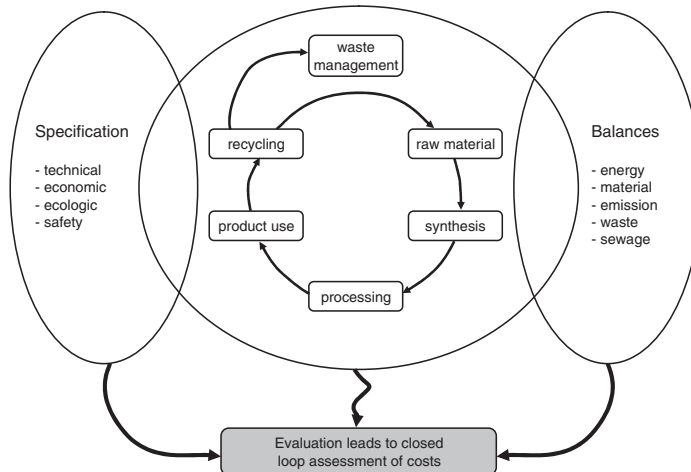 waste
management
Specification
- technical
- economic
- ecologic
- safety
recycling
raw material
product use
synthesis
processing
Balances
- energy
- material
- emission
- waste
- sewage
Evaluation leads to closed
loop assessment of costs